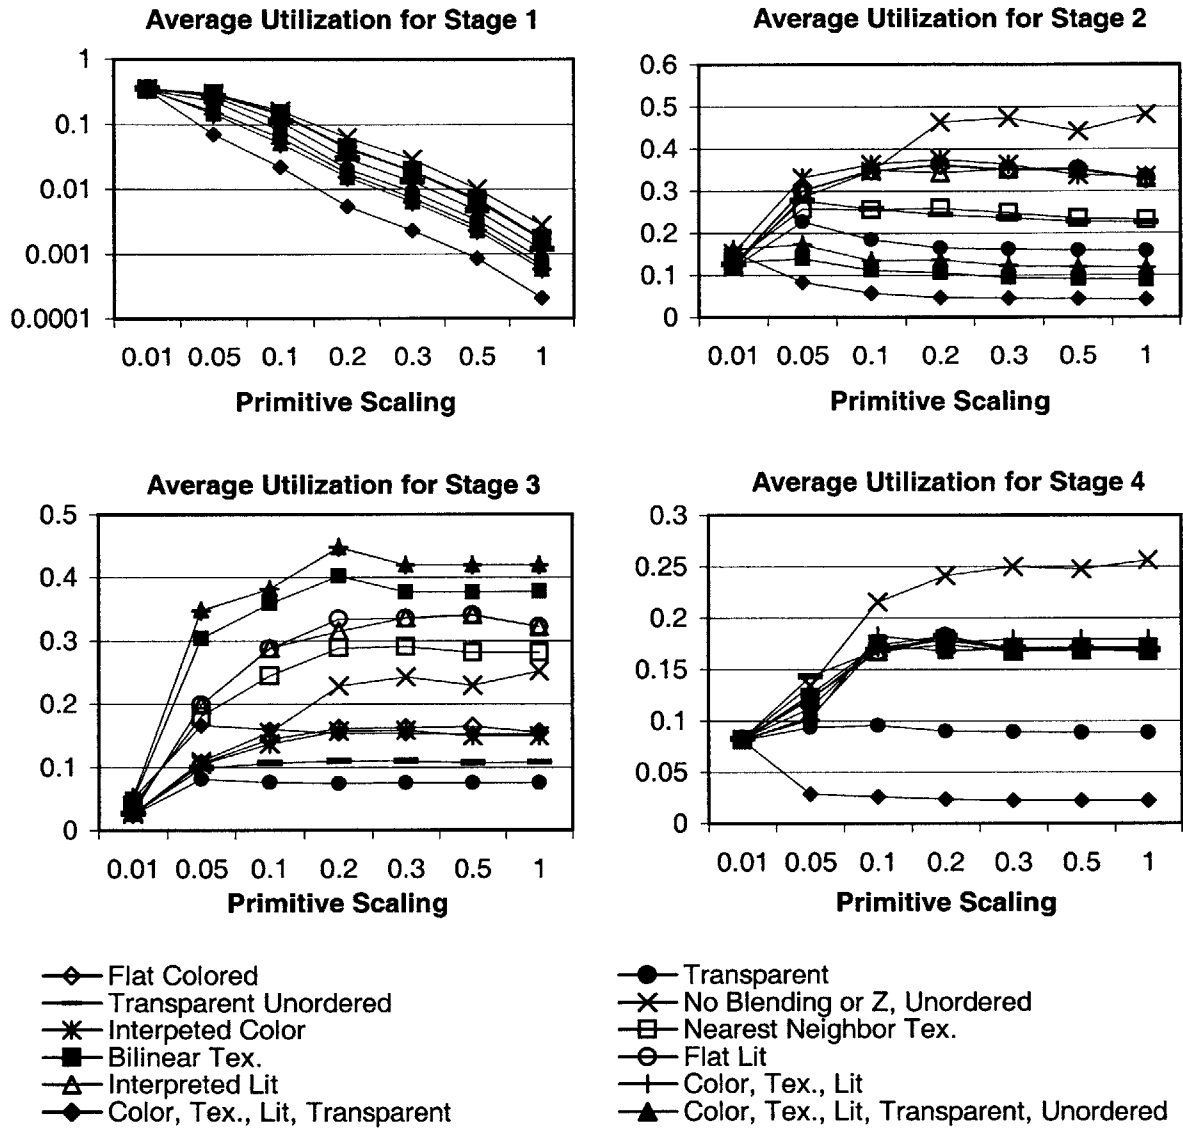 Average Utilization for Stage 1
1
0.1
0.01
0.001
0.0001
0.01 0.05 0.1 0.2 0.3 0.5 1
Primitive Scaling
Average Utilization for Stage 2
0.6
0.5
0.4
0.3
0.2
0.1
0
0.01 0.05 0.1 0.2 0.3 0.5 1
Primitive Scaling
Average Utilization for Stage 3
0.5
0.4
0.3
0.2
0.1
0
0.01 0.05 0.1 0.2 0.3 0.5 1
Primitive Scaling
Average Utilization for Stage 4
0.3
0.25
0.2
0.15
0.1
0.05
0
0.01 0.05 0.1 0.2 0.3 0.5 1
Primitive Scaling
Flat Colored
Transparent Unordered
Interpeted Color
Bilinear Tex.
Interpreted Lit
Color, Tex., Lit, Transparent
Transparent
No Blending or Z, Unordered
Nearest Neighbor Tex.
Flat Lit
Color, Tex., Lit
Color, Tex., Lit, Transparent, Unordered